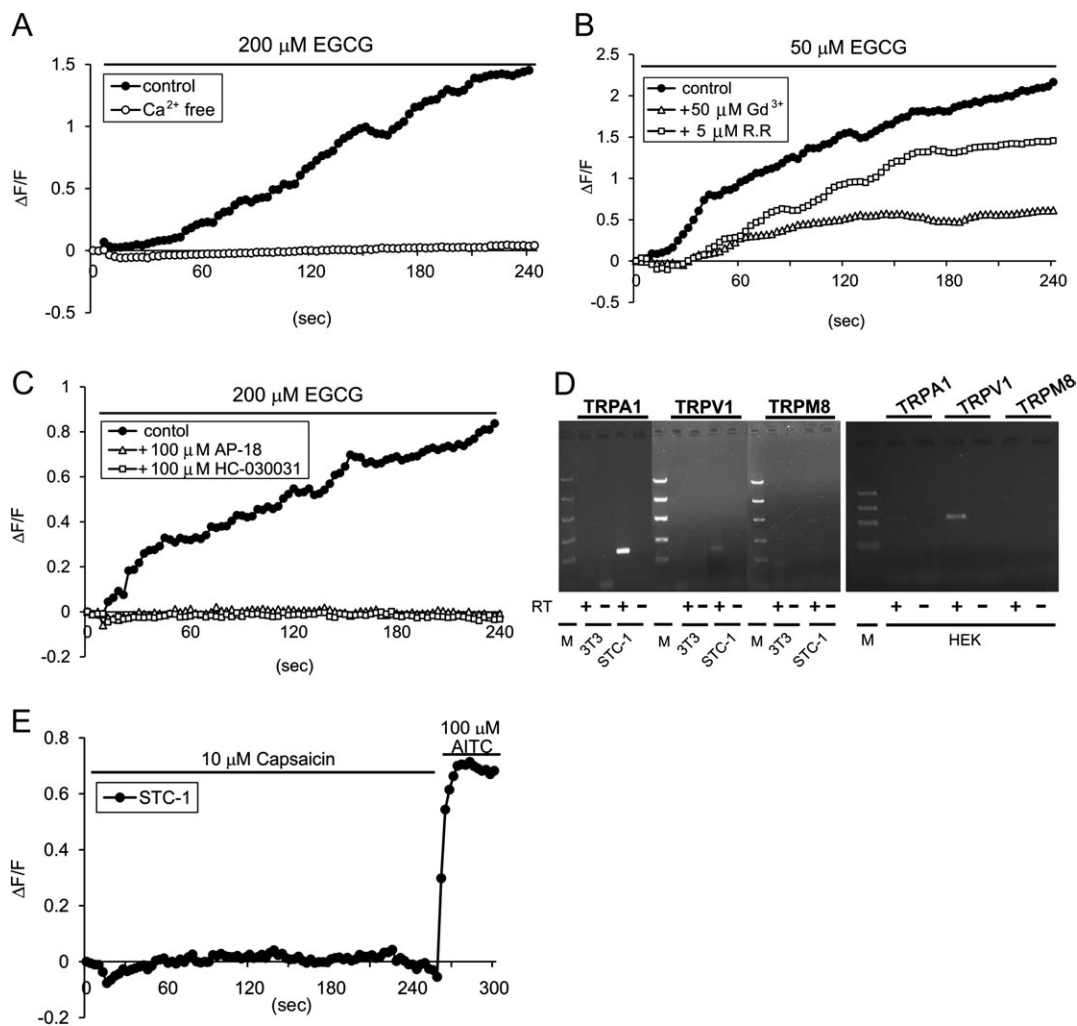 A
200 μM EGCG
1.5
control
Ca2+ free
1
ΔF/F
0.5
0
0 60 120 180 240
-0.5
(sec)
B
50 μM EGCG
2.5
control
+50 μM Gd3+
+ 5 μM R.R
2.0
1.5
ΔF/F
1.0
0.5
0
0 60 120 180 240
-0.5
(sec)
C
200 μM EGCG
1
contol
+100 μM AP-18
+100 μM HC-030031
0.8
0.6
ΔF/F
0.4
0.2
0
0 60 120 180 240
-0.2
(sec)
D
TRPA1 TRPV1 TRPM8
RT + − + − + − + − + − + −
M 3T3 STC-1 M 3T3 STC-1 M 3T3 STC-1
TRPA1 TRPV1 TRPM8
+ − + − + −
M HEK
E
0.8
10 μM Capsaicin
100 μM
AITC
STC-1
0.6
ΔF/F
0.4
0.2
0
0 60 120 180 240 300
-0.2
(sec)